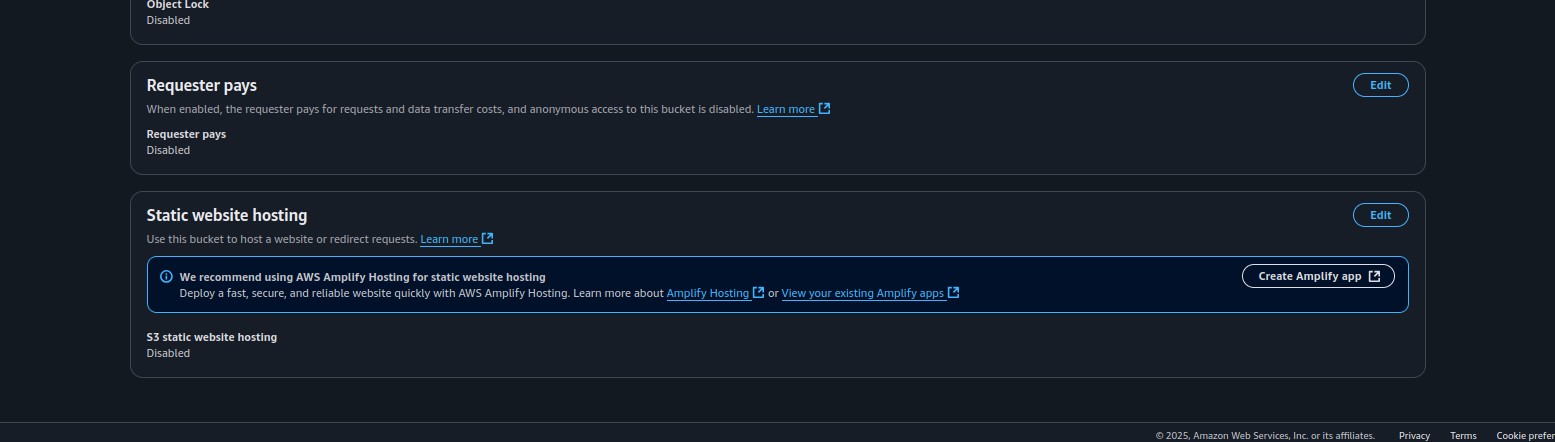 Object Lock
Disabled
Requester pays
Edit
When enabled, the requester pays for requests and data transfer costs, and anonymous access to this bucket is disabled. Learn more
Requester pays
Disabled
Static website hosting
Edit
Use this bucket to host a website or redirect requests. Learn more
We recommend using AWS Amplify Hosting for static website hosting
Create Amplify app
Deploy a fast, secure, and reliable website quickly with AWS Amplify Hosting. Learn more about Amplify Hosting or View your existing Amplify apps
S3 static website hosting
Disabled
© 2025, Amazon Web Services, Inc. or its affiliates. Privacy Terms Cookie prefer